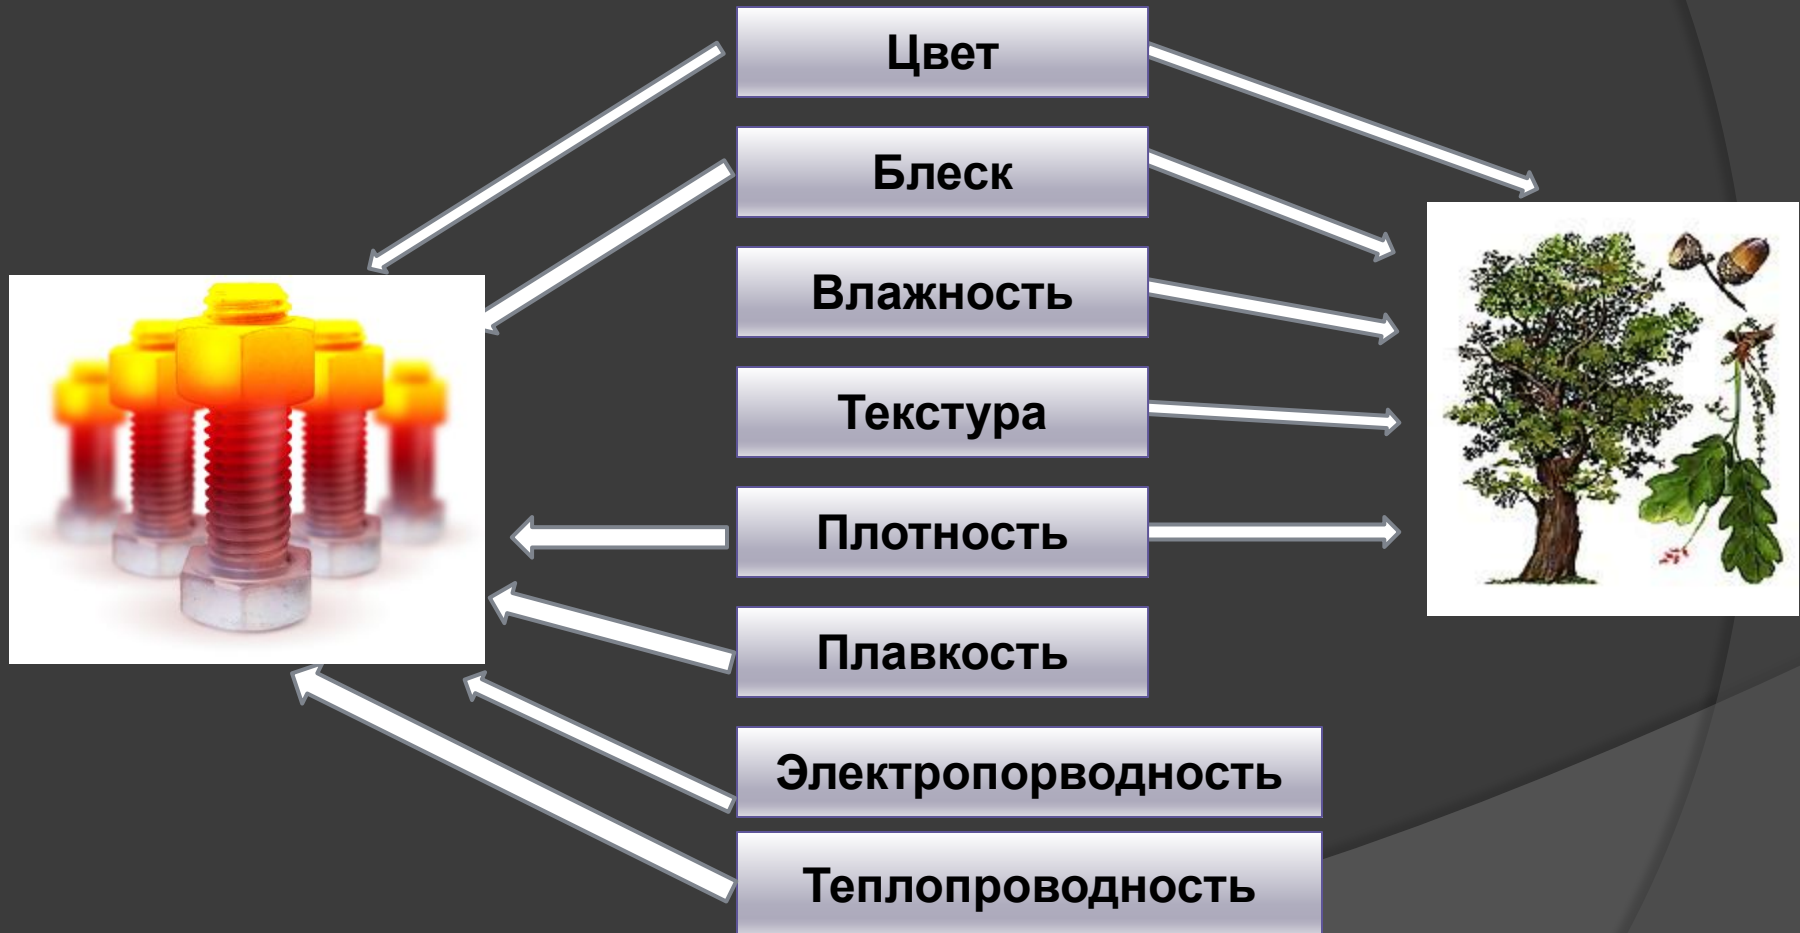 Цвет
Блеск
Влажность
Текстура
Плотность
Плавкость
Электропорводность
Теплопроводность